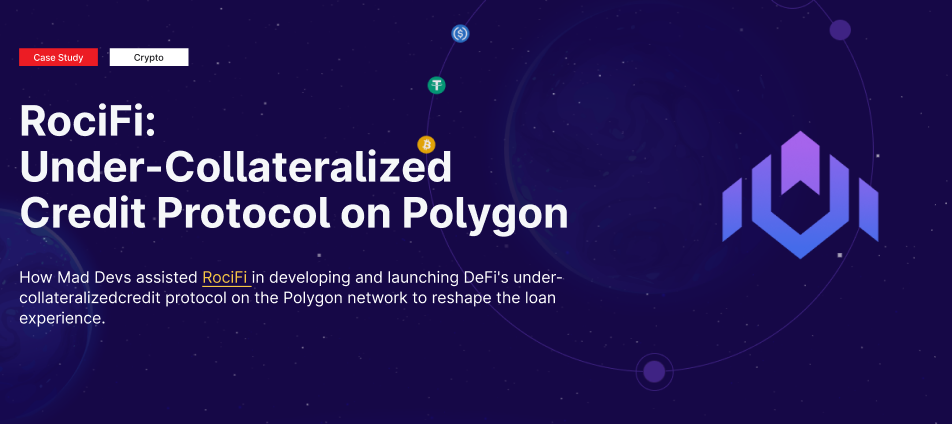 Case Study
Crypto
RociFi:
Under-Collateralized
Credit Protocol on Polygon
How Mad Devs assisted RociFi in developing and launching DeFi's under-
collateralizedcredit protocol on the Polygon network to reshape the loan
experience.